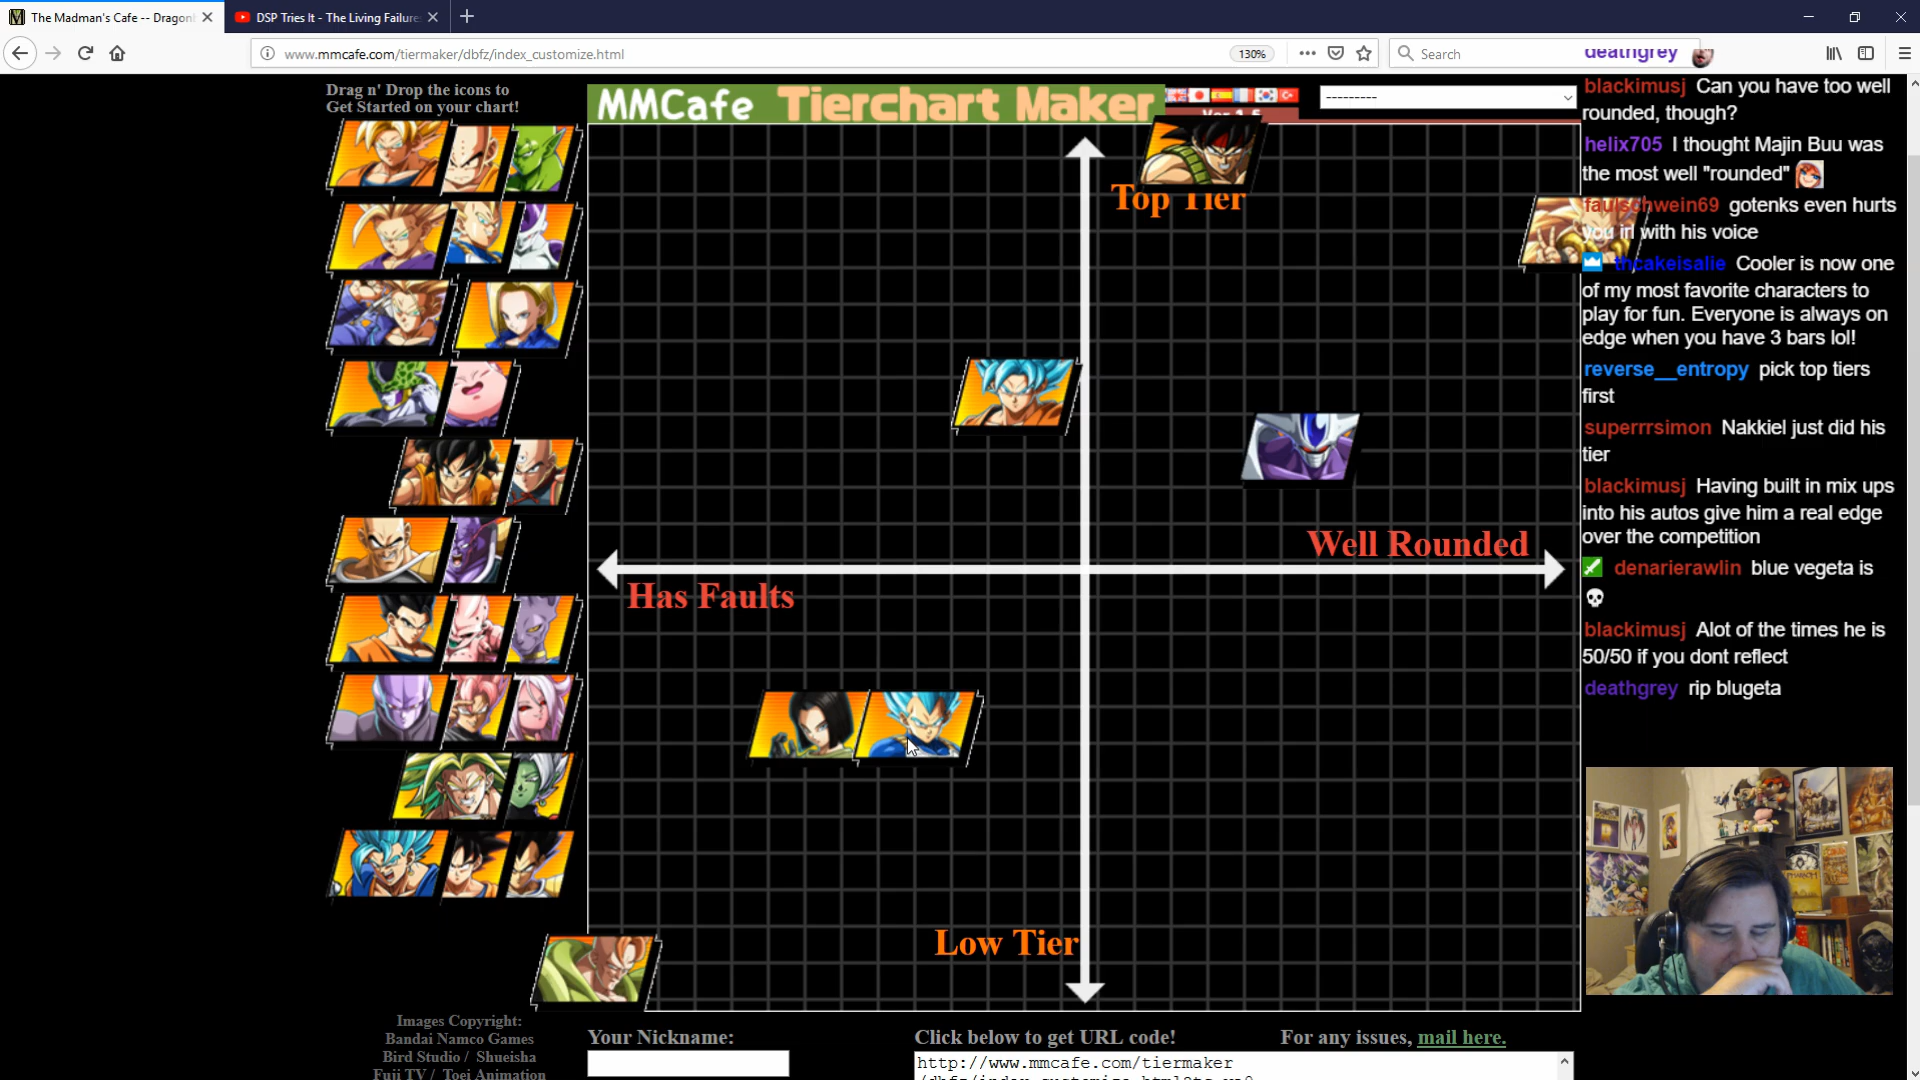 The Madman's Cafe -- Dragonl
DSP Tries It - The Living Failure
www.mmcafe.com/tiermaker/dbfz/index_customize.html
130%
Search
deathgrey
Drag n' Drop the icons to
Get Started on your chart!
MMCafe Tierchart Maker
---------
Top Tier
Well Rounded
Has Faults
Low Tier
blackimusj Can you have too well
rounded, though?
helix705 I thought Majin Buu was
the most well "rounded"
faulschwein69 gotenks even hurts
you irl with his voice
thcakeisalie Cooler is now one
of my most favorite characters to
play for fun. Everyone is always on
edge when you have 3 bars lol!
reverse__entropy pick top tiers
first
superrrsimon Nakkiel just did his
tier
blackimusj Having built in mix ups
into his autos give him a real edge
over the competition
denarierawlin blue vegeta is
blackimusj Alot of the times he is
50/50 if you dont reflect
deathgrey rip blugeta
Images Copyright:
Bandai Namco Games
Bird Studio / Shueisha
Fuji TV / Toei Animation
Your Nickname:
Click below to get URL code!
For any issues, mail here.
http://www.mmcafe.com/tiermaker